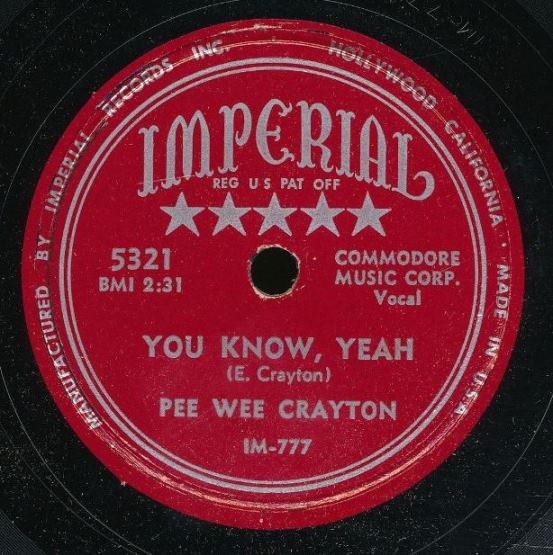 MANUFACTURED BY IMPERIAL RECORDS INC. HOLLYWOOD CALIFORNIA • MADE IN U.S.A
IMPERIAL
REG U S PAT OFF
5321
BMI 2:31
COMMODORE
MUSIC CORP.
Vocal
YOU KNOW, YEAH
(E. Crayton)
PEE WEE CRAYTON
IM-777